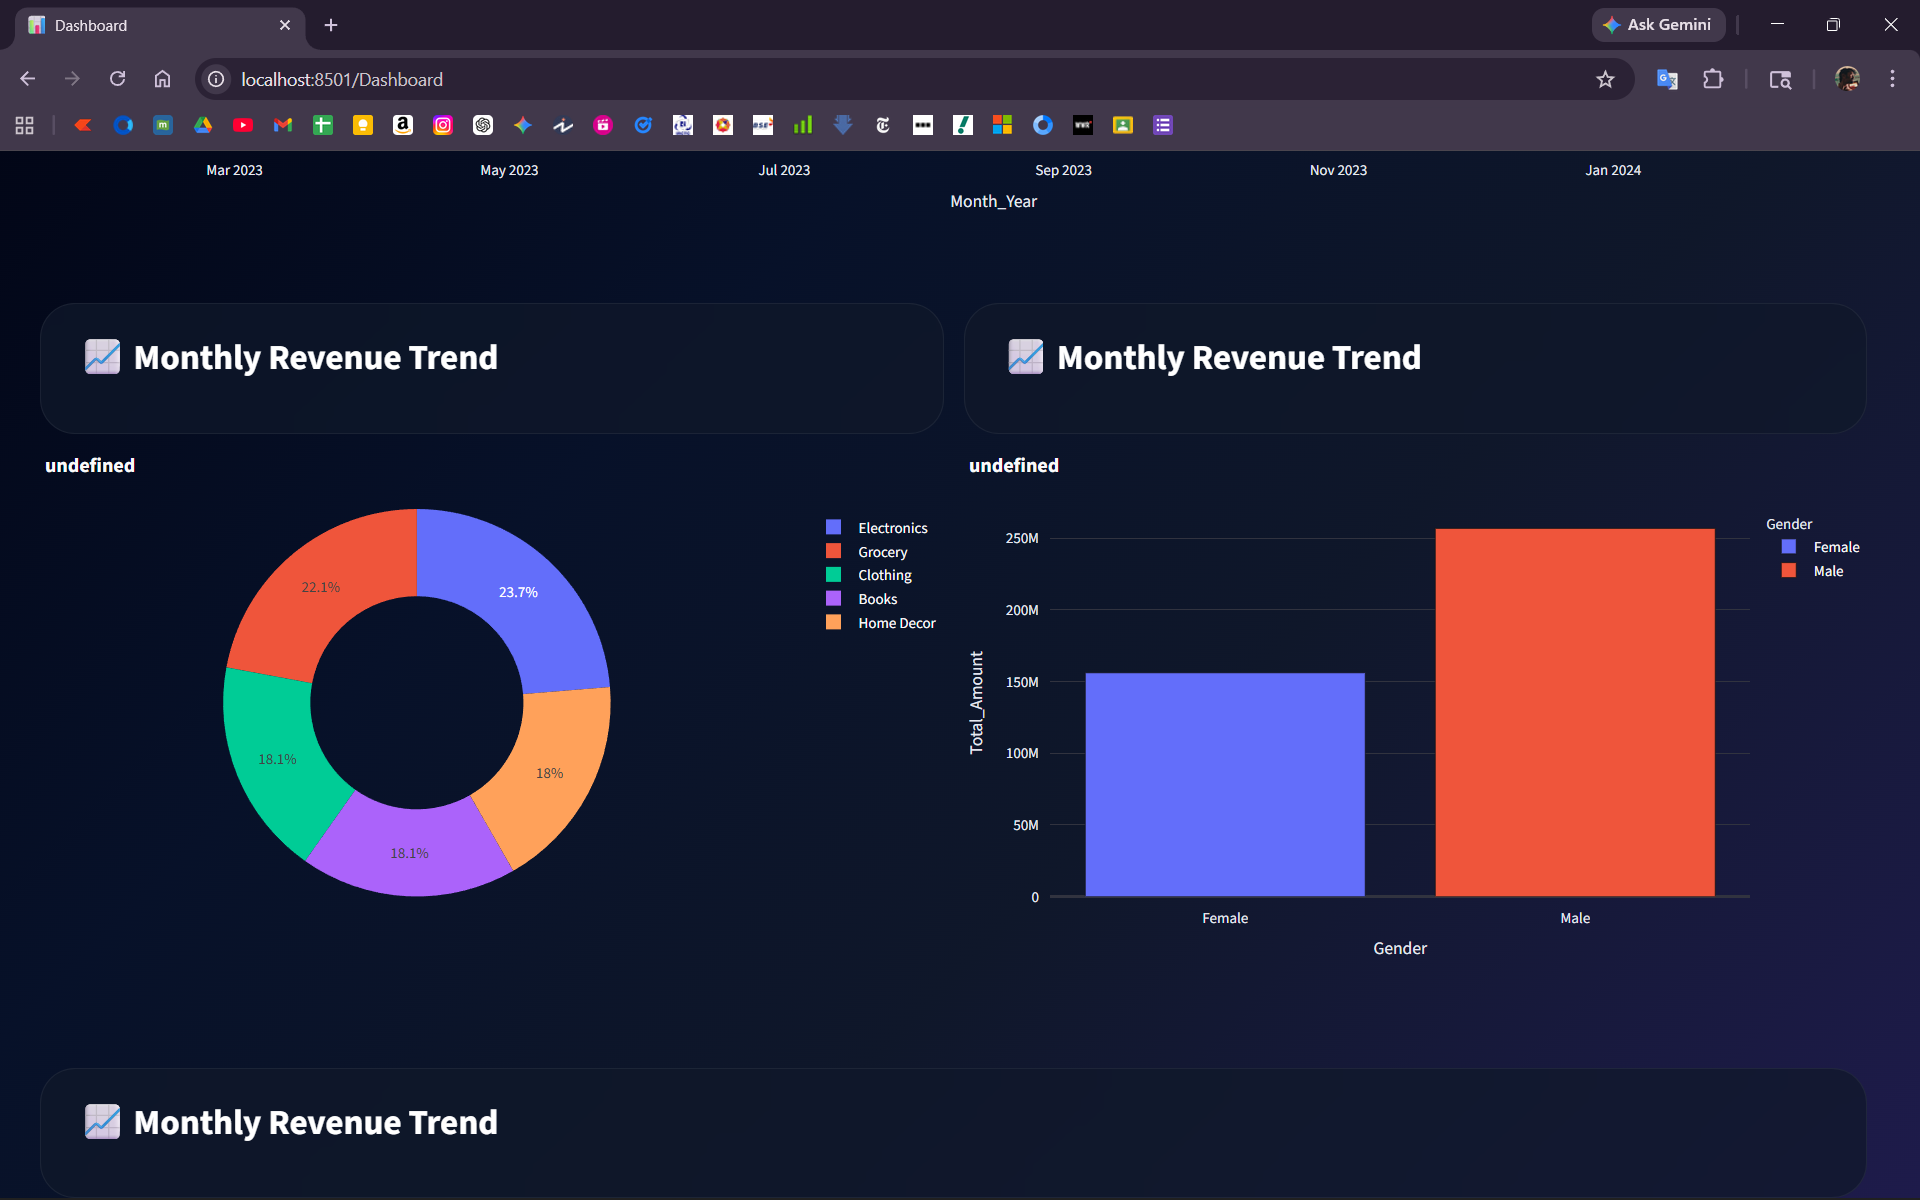 Dashboard
Ask Gemini
localhost:8501/Dashboard
Mar 2023 May 2023 Jul 2023 Sep 2023 Nov 2023 Jan 2024
Month_Year
Monthly Revenue Trend
Monthly Revenue Trend
undefined
undefined
Electronics
Grocery
Clothing
Books
Home Decor
22.1%
23.7%
18.1%
18%
18.1%
Gender
Female
Male
250M
200M
150M
100M
50M
0
Total_Amount
Female Male
Gender
Monthly Revenue Trend